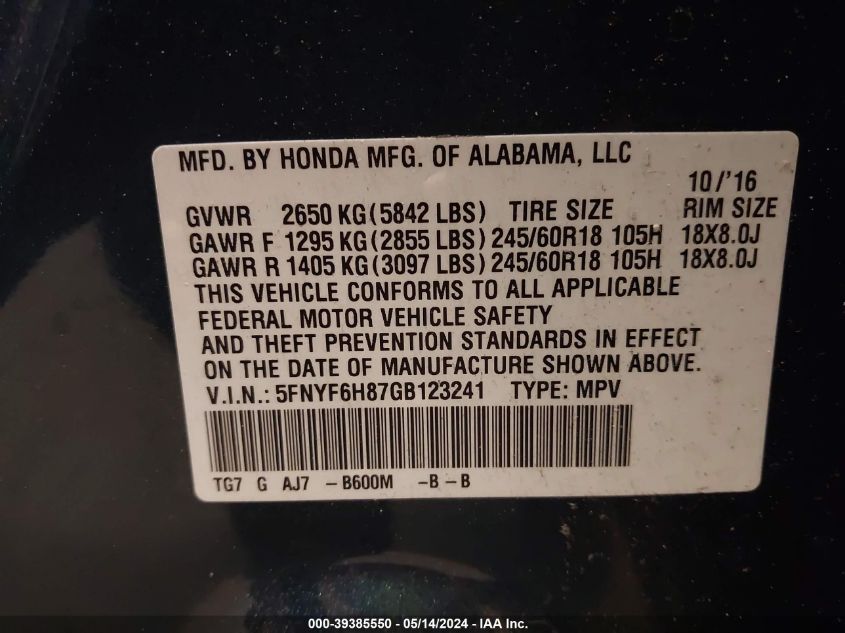 MFD. BY HONDA MFG. OF ALABAMA, LLC
10/'16
GVWR 2650 KG (5842 LBS) TIRE SIZE RIM SIZE
GAWR F 1295 KG (2855 LBS) 245/60R18 105H 18X8.0J
GAWR R 1405 KG (3097 LBS) 245/60R18 105H 18X8.0J
THIS VEHICLE CONFORMS TO ALL APPLICABLE
FEDERAL MOTOR VEHICLE SAFETY
AND THEFT PREVENTION STANDARDS IN EFFECT
ON THE DATE OF MANUFACTURE SHOWN ABOVE.
V.I.N.: 5FNYF6H87GB123241 TYPE: MPV
TG7 G AJ7 -B600M -B-B
000-39385550 - 05/14/2024 - IAA Inc.